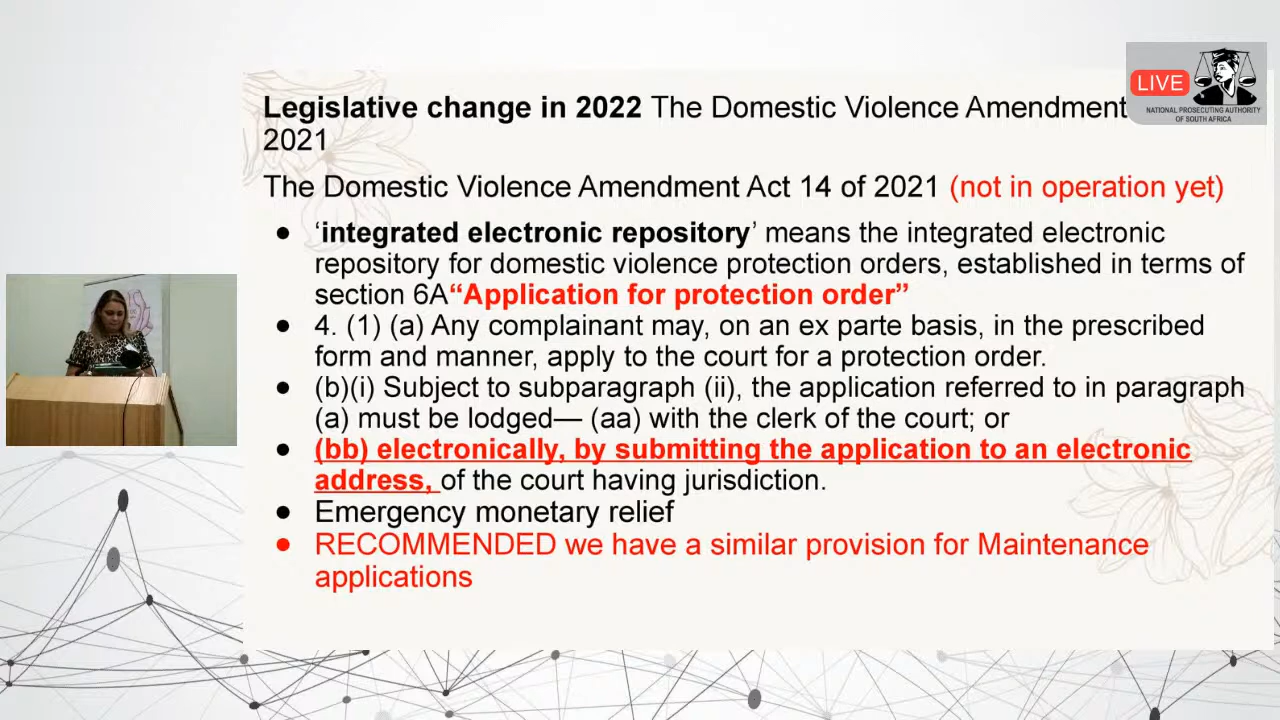 LIVE
NATIONAL PROSECUTING AUTHORITY
OF SOUTH AFRICA
Legislative change in 2022 The Domestic Violence Amendment
2021
The Domestic Violence Amendment Act 14 of 2021 (not in operation yet)
● ‘integrated electronic repository’ means the integrated electronic
repository for domestic violence protection orders, established in terms of
section 6A“Application for protection order”
● 4. (1) (a) Any complainant may, on an ex parte basis, in the prescribed
form and manner, apply to the court for a protection order.
● (b)(i) Subject to subparagraph (ii), the application referred to in paragraph
(a) must be lodged— (aa) with the clerk of the court; or
● (bb) electronically, by submitting the application to an electronic
address, of the court having jurisdiction.
● Emergency monetary relief
● RECOMMENDED we have a similar provision for Maintenance
applications